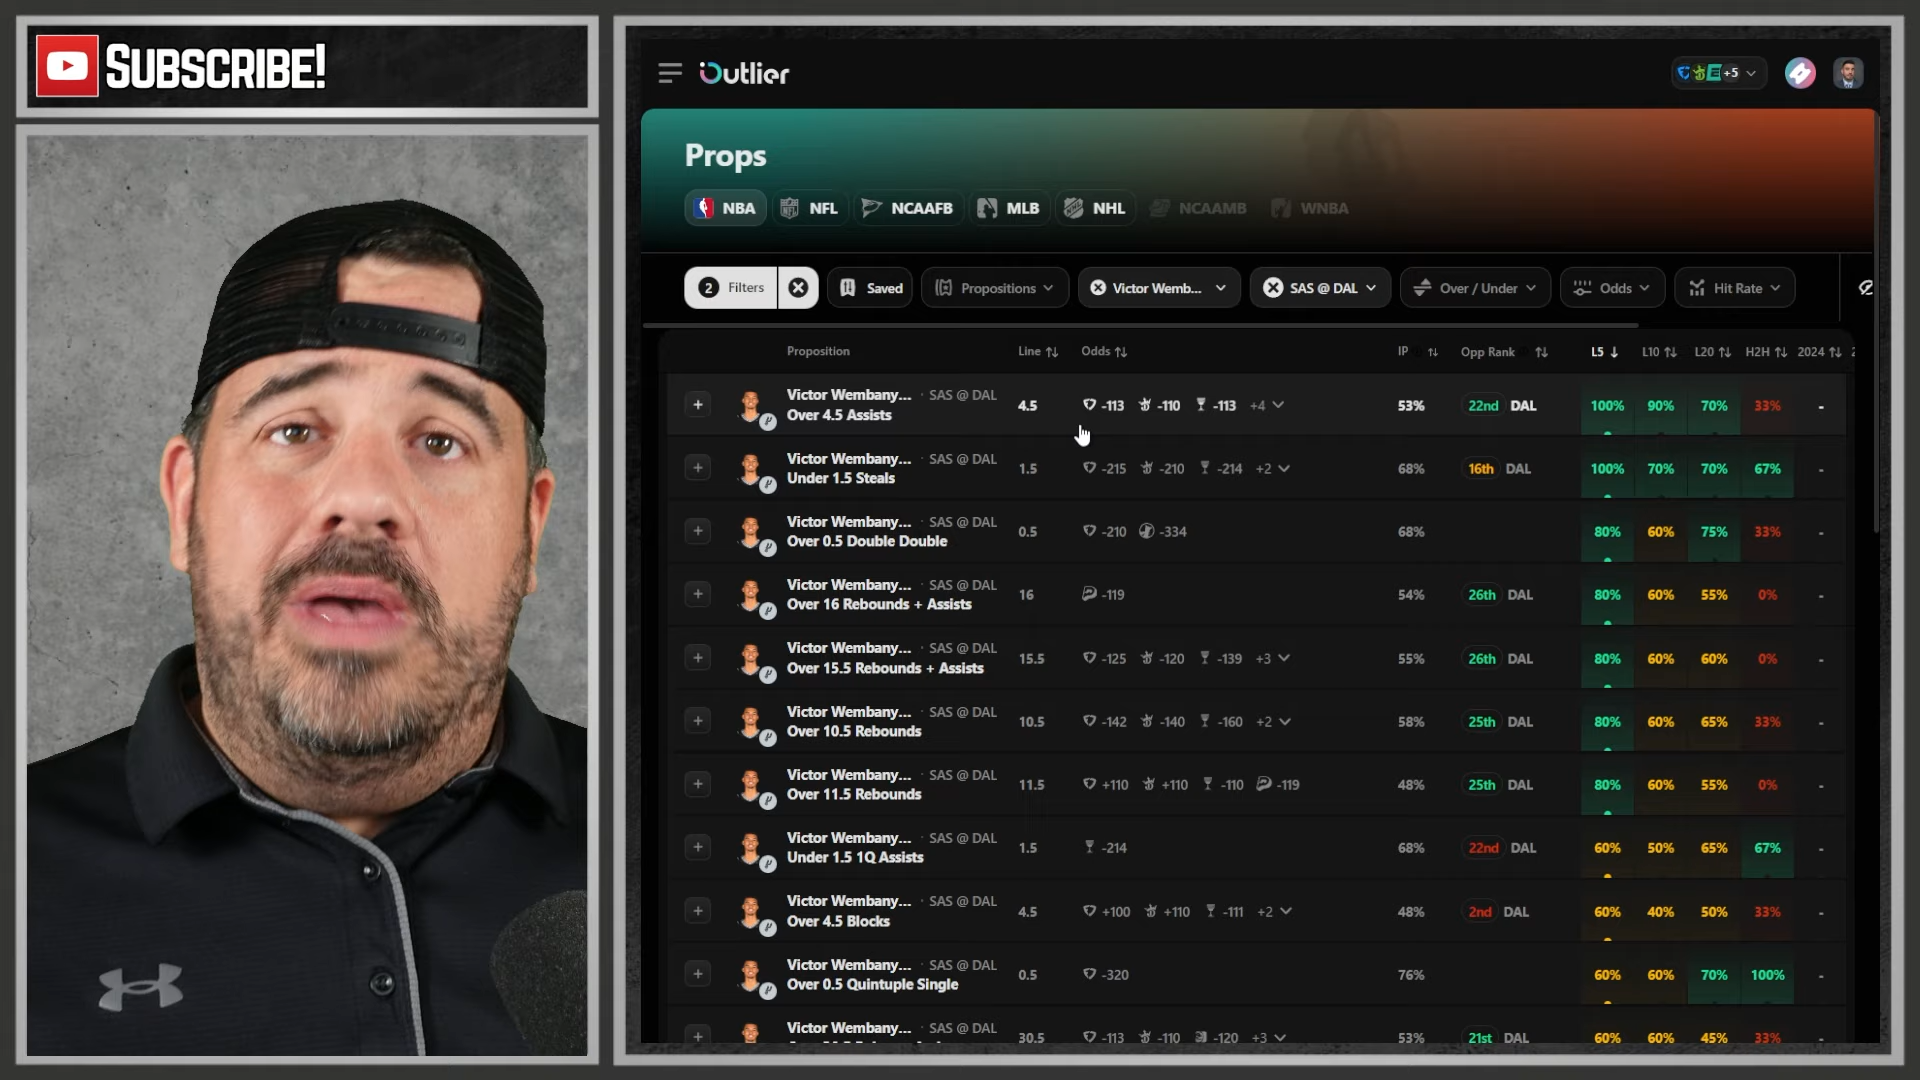 SUBSCRIBE!
Outlier
+5
Props
NBA
NFL
NCAAFB
MLB
NHL
NCAAMB
WNBA
2 Filters
Saved
Propositions
Victor Wemb...
SAS @ DAL
Over / Under
Odds
Hit Rate
Proposition Line Odds IP Opp Rank L5 L10 L20 H2H 2024 2
Victor Wembany... · SAS @ DAL
Over 4.5 Assists
4.5 -113 -110 -113 +4 53% 22nd DAL 100% 90% 70% 33% -
Victor Wembany... · SAS @ DAL
Under 1.5 Steals
1.5 -215 -210 -214 +2 68% 16th DAL 100% 70% 70% 67% -
Victor Wembany... · SAS @ DAL
Over 0.5 Double Double
0.5 -210 -334 68% 80% 60% 75% 33% -
Victor Wembany... · SAS @ DAL
Over 16 Rebounds + Assists
16 -119 54% 26th DAL 80% 60% 55% 0% -
Victor Wembany... · SAS @ DAL
Over 15.5 Rebounds + Assists
15.5 -125 -120 -139 +3 55% 26th DAL 80% 60% 60% 0% -
Victor Wembany... · SAS @ DAL
Over 10.5 Rebounds
10.5 -142 -140 -160 +2 58% 25th DAL 80% 60% 65% 33% -
Victor Wembany... · SAS @ DAL
Over 11.5 Rebounds
11.5 +110 +110 -110 -119 48% 25th DAL 80% 60% 55% 0% -
Victor Wembany... · SAS @ DAL
Under 1.5 1Q Assists
1.5 -214 68% 22nd DAL 60% 50% 65% 67% -
Victor Wembany... · SAS @ DAL
Over 4.5 Blocks
4.5 +100 +110 -111 +2 48% 2nd DAL 60% 40% 50% 33% -
Victor Wembany... · SAS @ DAL
Over 0.5 Quintuple Single
0.5 -320 76% 60% 60% 70% 100% -
Victor Wembany... · SAS @ DAL
30.5 -113 -110 -120 +3 53% 21st DAL 60% 60% 45% 33% -